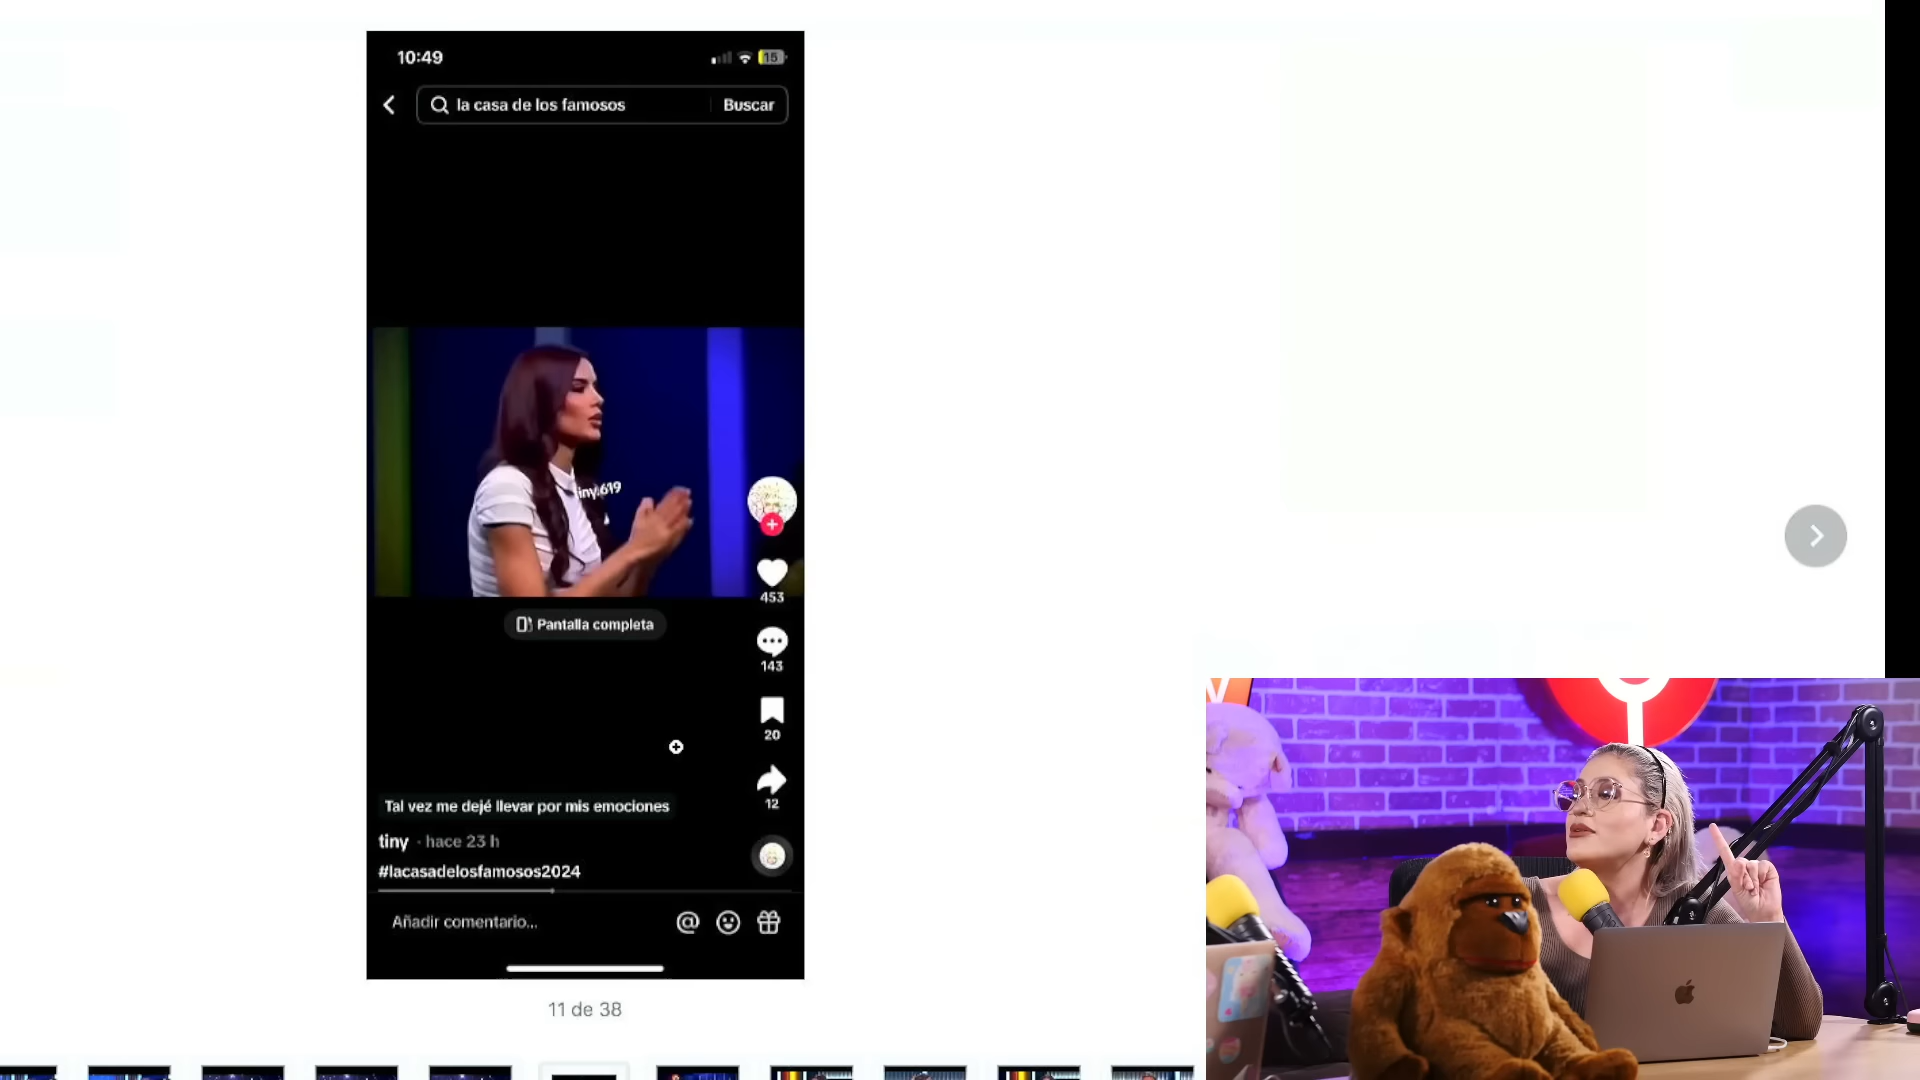 10:49
15
la casa de los famosos
Buscar
tiny.619
453
Pantalla completa
143
20
12
Tal vez me dejé llevar por mis emociones
tiny · hace 23 h
#lacasadelosfamosos2024
Añadir comentario...
11 de 38